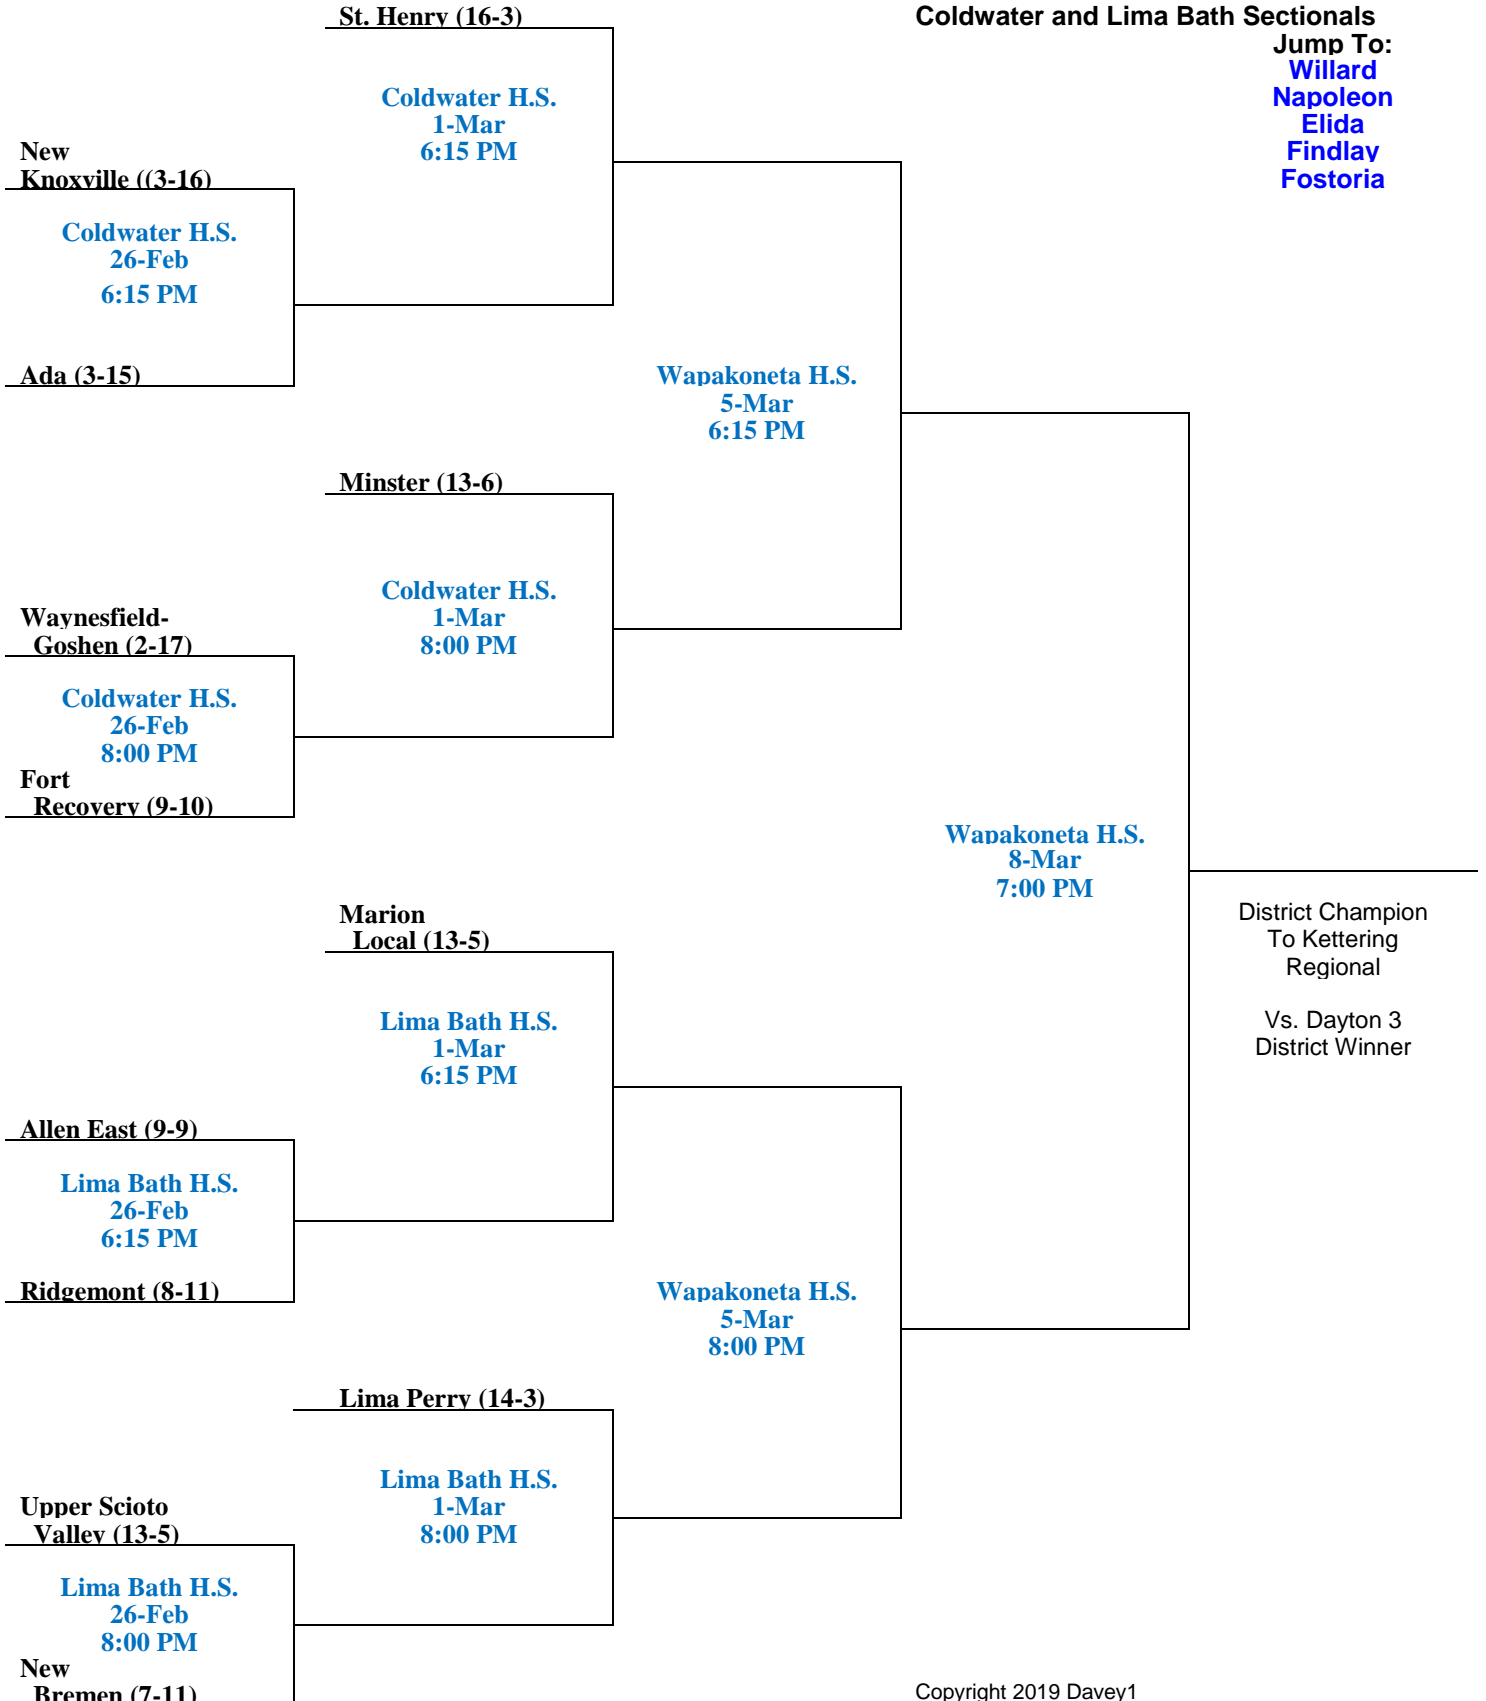 St. Henry (16-3)
Coldwater and Lima Bath Sectionals
Jump To:
Willard
Napoleon
Elida
Findlay
Fostoria
Coldwater H.S.
1-Mar
6:15 PM
New
Knoxville ((3-16)
Coldwater H.S.
26-Feb
6:15 PM
Ada (3-15)
Wapakoneta H.S.
5-Mar
6:15 PM
Minster (13-6)
Coldwater H.S.
1-Mar
8:00 PM
Waynesfield-
Goshen (2-17)
Coldwater H.S.
26-Feb
8:00 PM
Fort
Recovery (9-10)
Wapakoneta H.S.
8-Mar
7:00 PM
District Champion
To Kettering
Regional
Vs. Dayton 3
District Winner
Marion
Local (13-5)
Lima Bath H.S.
1-Mar
6:15 PM
Allen East (9-9)
Lima Bath H.S.
26-Feb
6:15 PM
Ridgemont (8-11)
Wapakoneta H.S.
5-Mar
8:00 PM
Lima Perry (14-3)
Lima Bath H.S.
1-Mar
8:00 PM
Upper Scioto
Valley (13-5)
Lima Bath H.S.
26-Feb
8:00 PM
New
Bremen (7-11)
Copyright 2019 Davey1